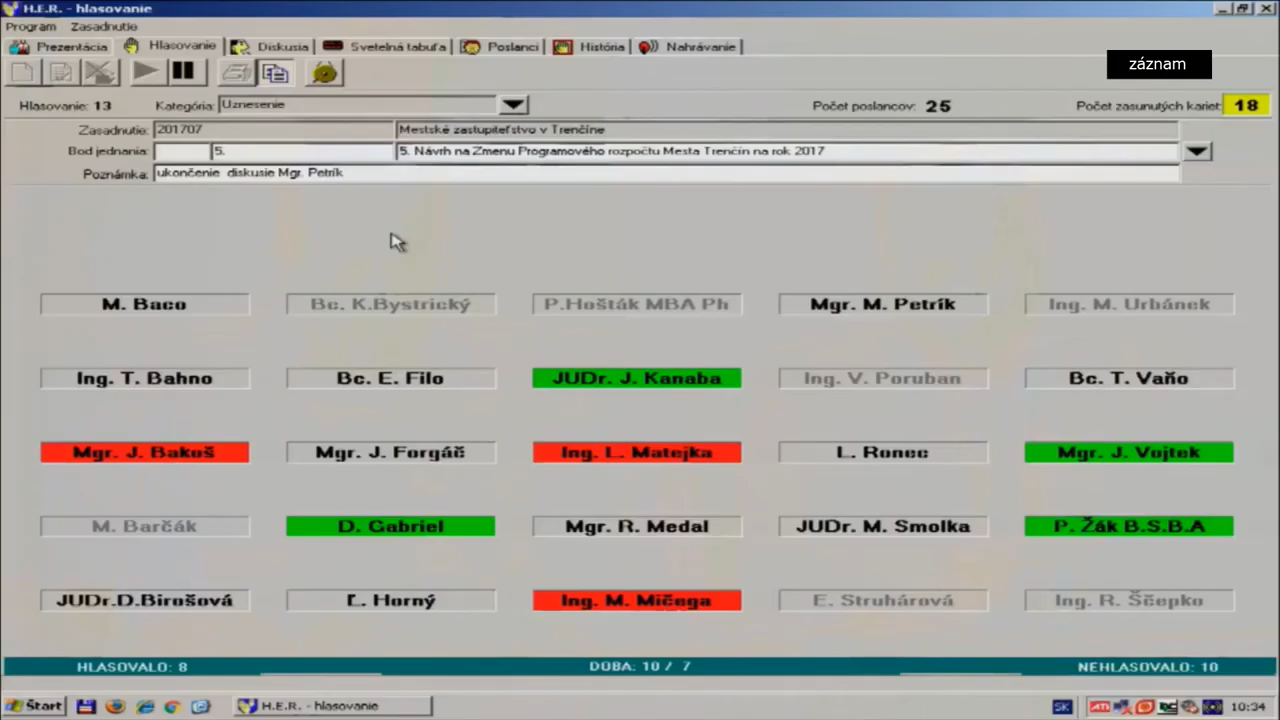 H.E.R. - hlasovanie
Program Zasadnutie
Prezentácia Hlasovanie Diskusia Svetelná tabuľa Poslanci História Nahrávanie
záznam
Hlasovanie: 13 Kategória: Uznesenie Počet poslancov: 25 Počet zasunutých kariet: 18
Zasadnutie: 201707 Mestské zastupiteľstvo v Trenčíne
Bod jednania: 5. 5. Návrh na Zmenu Programového rozpočtu Mesta Trenčín na rok 2017
Poznámka: ukončenie diskusie Mgr. Petrík
M. Baco Bc. K.Bystrický P.Hošták MBA Ph Mgr. M. Petrík Ing. M. Urbánek
Ing. T. Bahno Bc. E. Filo JUDr. J. Kanaba Ing. V. Poruban Bc. T. Vaňo
Mgr. J. Bakoš Mgr. J. Forgáč Ing. L. Matejka L. Ronec Mgr. J. Vojtek
M. Barčák D. Gabriel Mgr. R. Medal JUDr. M. Smolka P. Žák B.S.B.A
JUDr.D.Birošová Ľ. Horný Ing. M. Mičega E. Struhárová Ing. R. Ščepko
HLASOVALO: 8 DOBA: 10 / 7 NEHLASOVALO: 10
Štart H.E.R. - hlasovanie SK ATI 10:34